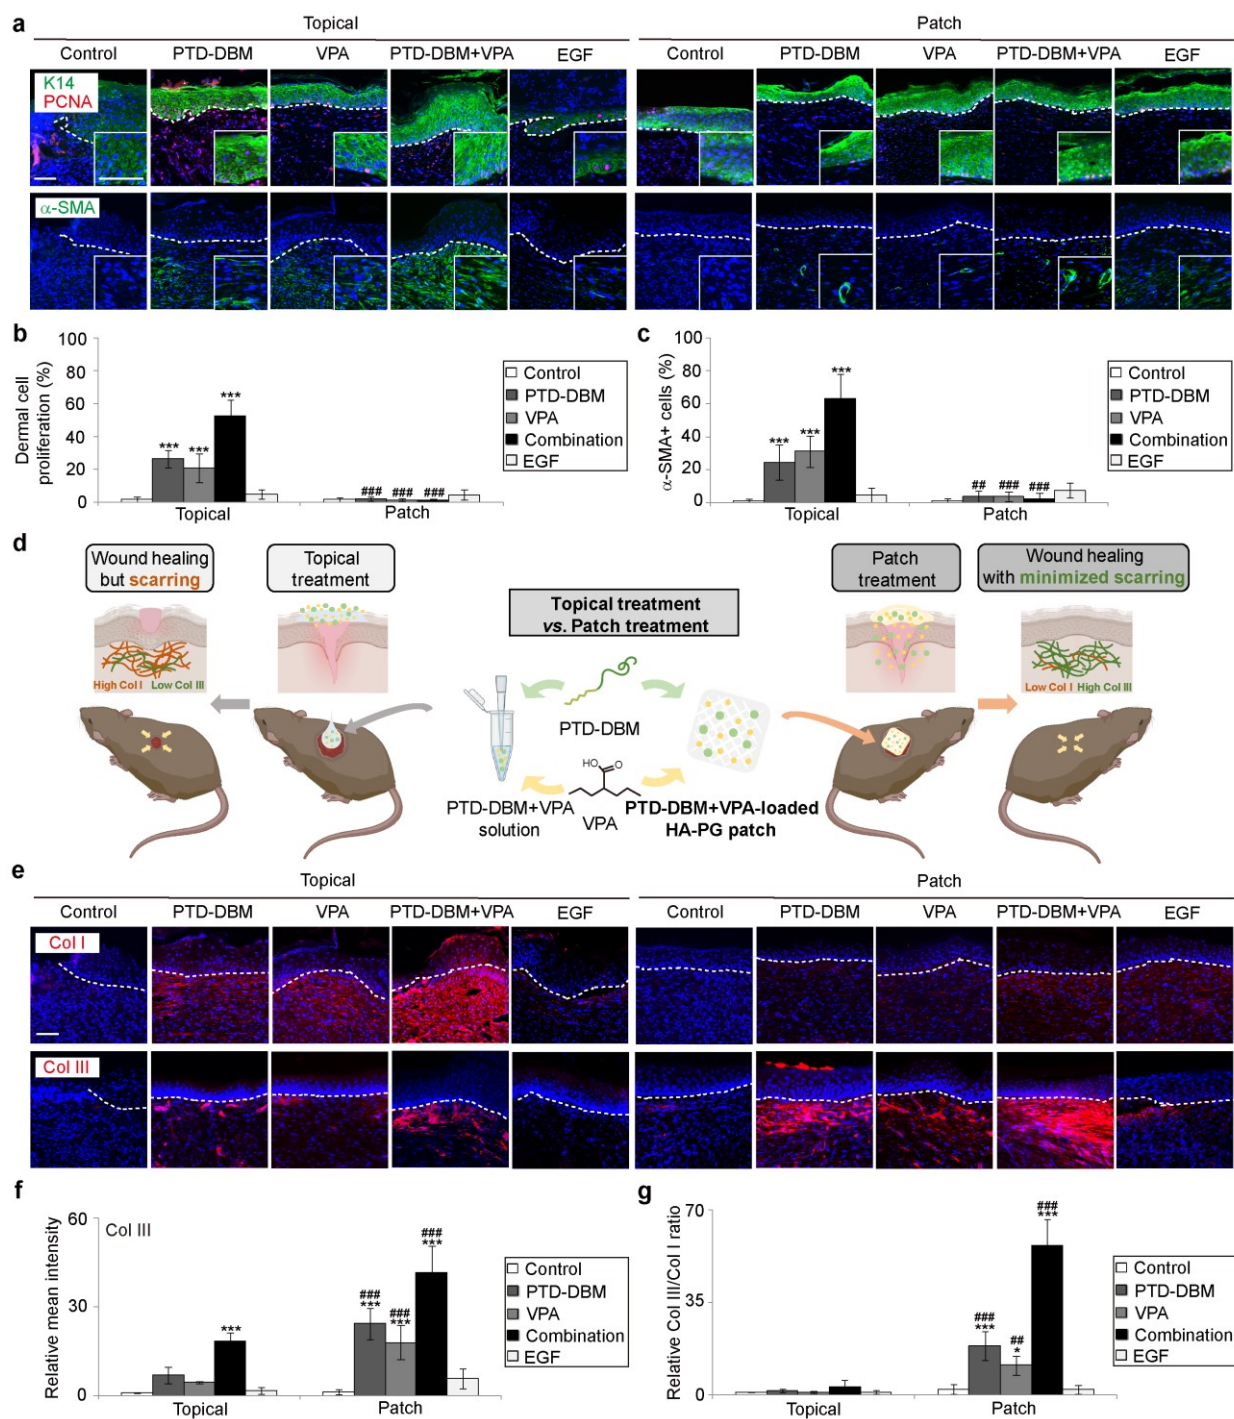 a
Topical
Patch
Control PTD-DBM VPA PTD-DBM+VPA EGF
Control PTD-DBM VPA PTD-DBM+VPA EGF
K14
PCNA
α-SMA
b
Dermal cell
proliferation (%)
100
80
60
40
20
0
***
***
***
###
###
###
Topical
Patch
Control
PTD-DBM
VPA
Combination
EGF
c
α-SMA+ cells (%)
100
80
60
40
20
0
***
***
***
##
###
###
Topical
Patch
Control
PTD-DBM
VPA
Combination
EGF
d
Wound healing
but scarring
Topical
treatment
Topical treatment
vs. Patch treatment
Patch
treatment
Wound healing
with minimized scarring
High Col I Low Col III
Low Col I High Col III
PTD-DBM
HO
O
PTD-DBM+VPA
solution
VPA
PTD-DBM+VPA-loaded
HA-PG patch
e
Topical
Patch
Control PTD-DBM VPA PTD-DBM+VPA EGF
Control PTD-DBM VPA PTD-DBM+VPA EGF
Col I
Col III
f
Relative mean intensity
60
30
0
Col III
***
###
***
###
***
###
***
Topical
Patch
Control
PTD-DBM
VPA
Combination
EGF
g
Relative Col III/Col I ratio
70
35
0
###
***
##
*
###
***
Topical
Patch
Control
PTD-DBM
VPA
Combination
EGF